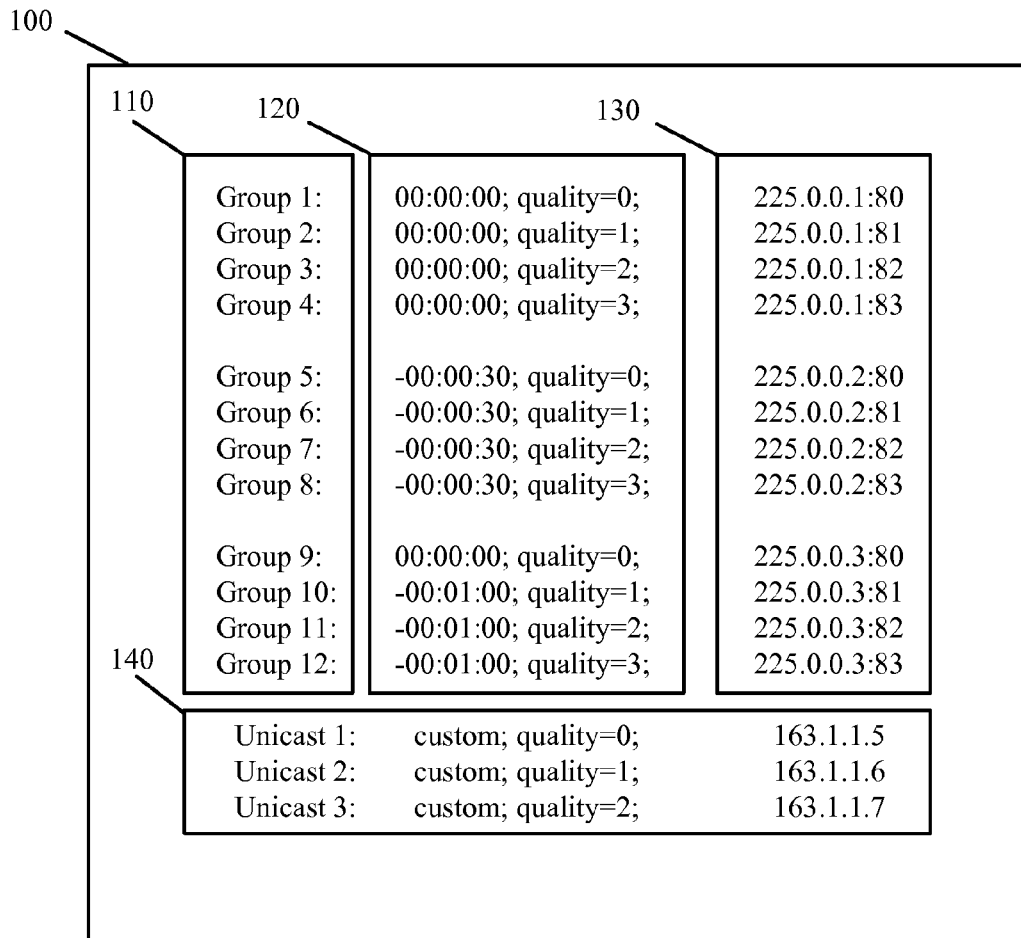 100
110 120 130
Group 1: 00:00:00; quality=0; 225.0.0.1:80
Group 2: 00:00:00; quality=1; 225.0.0.1:81
Group 3: 00:00:00; quality=2; 225.0.0.1:82
Group 4: 00:00:00; quality=3; 225.0.0.1:83
Group 5: -00:00:30; quality=0; 225.0.0.2:80
Group 6: -00:00:30; quality=1; 225.0.0.2:81
Group 7: -00:00:30; quality=2; 225.0.0.2:82
Group 8: -00:00:30; quality=3; 225.0.0.2:83
Group 9: 00:00:00; quality=0; 225.0.0.3:80
Group 10: -00:01:00; quality=1; 225.0.0.3:81
Group 11: -00:01:00; quality=2; 225.0.0.3:82
Group 12: -00:01:00; quality=3; 225.0.0.3:83
140
Unicast 1: custom; quality=0; 163.1.1.5
Unicast 2: custom; quality=1; 163.1.1.6
Unicast 3: custom; quality=2; 163.1.1.7